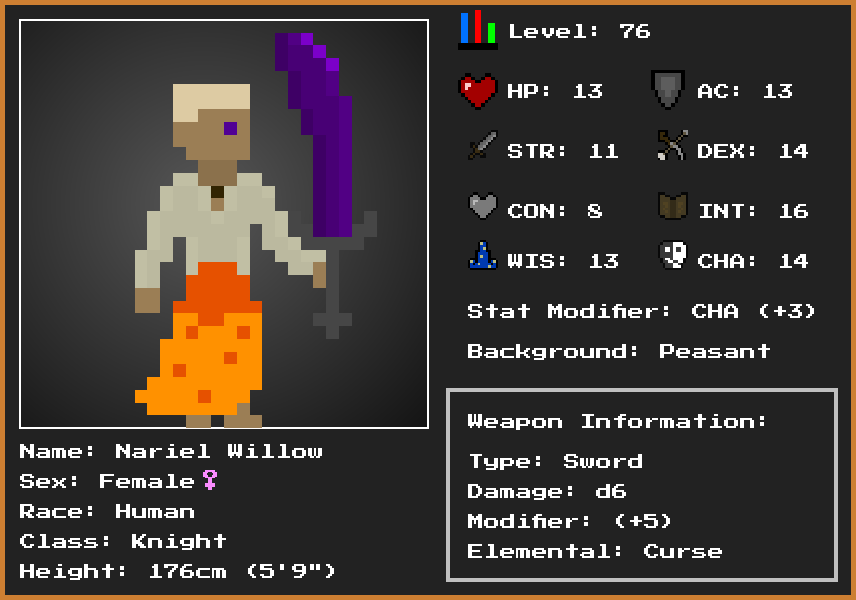 Level: 76
HP: 13
AC: 13
STR: 11
DEX: 14
CON: 8
INT: 16
WIS: 13
CHA: 14
Stat Modifier: CHA (+3)
Background: Peasant
Weapon Information:
Type: Sword
Damage: d6
Modifier: (+5)
Elemental: Curse
Name: Nariel Willow
Sex: Female♀
Race: Human
Class: Knight
Height: 176cm (5'9")